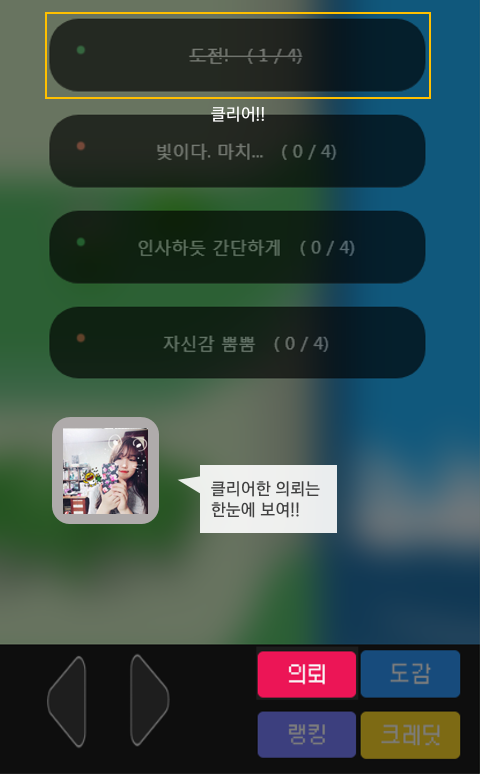 도전! ( 1 / 4)
클리어!!
빛이다. 마치... ( 0 / 4)
인사하듯 간단하게 ( 0 / 4)
자신감 뿜뿜 ( 0 / 4)
클리어한 의뢰는
한눈에 보여!!
의뢰
도감
랭킹
크레딧